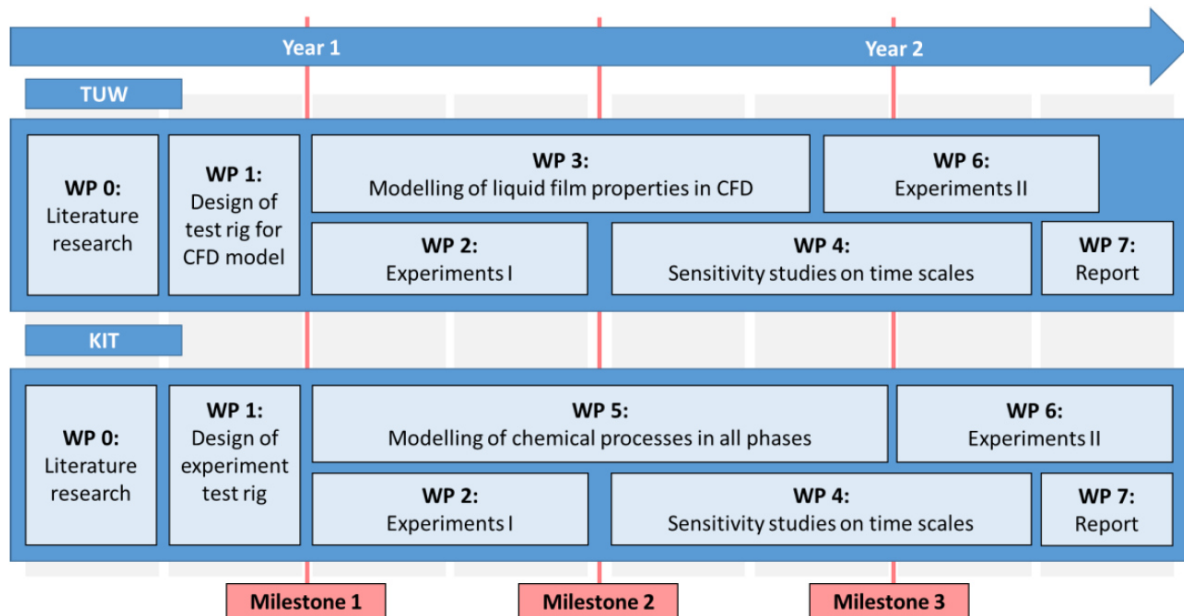 Year 1
Year 2
TUW
WP 0:
Literature
research
WP 1:
Design of
test rig for
CFD model
WP 3:
Modelling of liquid film properties in CFD
WP 6:
Experiments II
WP 2:
Experiments I
WP 4:
Sensitivity studies on time scales
WP 7:
Report
KIT
WP 0:
Literature
research
WP 1:
Design of
experiment
test rig
WP 5:
Modelling of chemical processes in all phases
WP 6:
Experiments II
WP 2:
Experiments I
WP 4:
Sensitivity studies on time scales
WP 7:
Report
Milestone 1
Milestone 2
Milestone 3